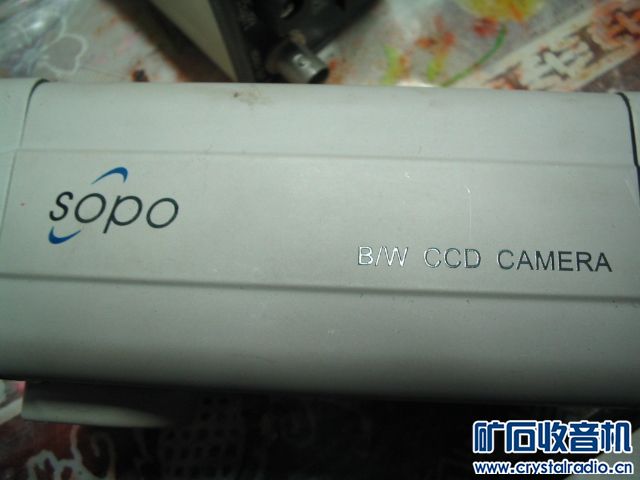 sopo
B/W CCD CAMERA
矿石收音机
www.crystalradio.cn